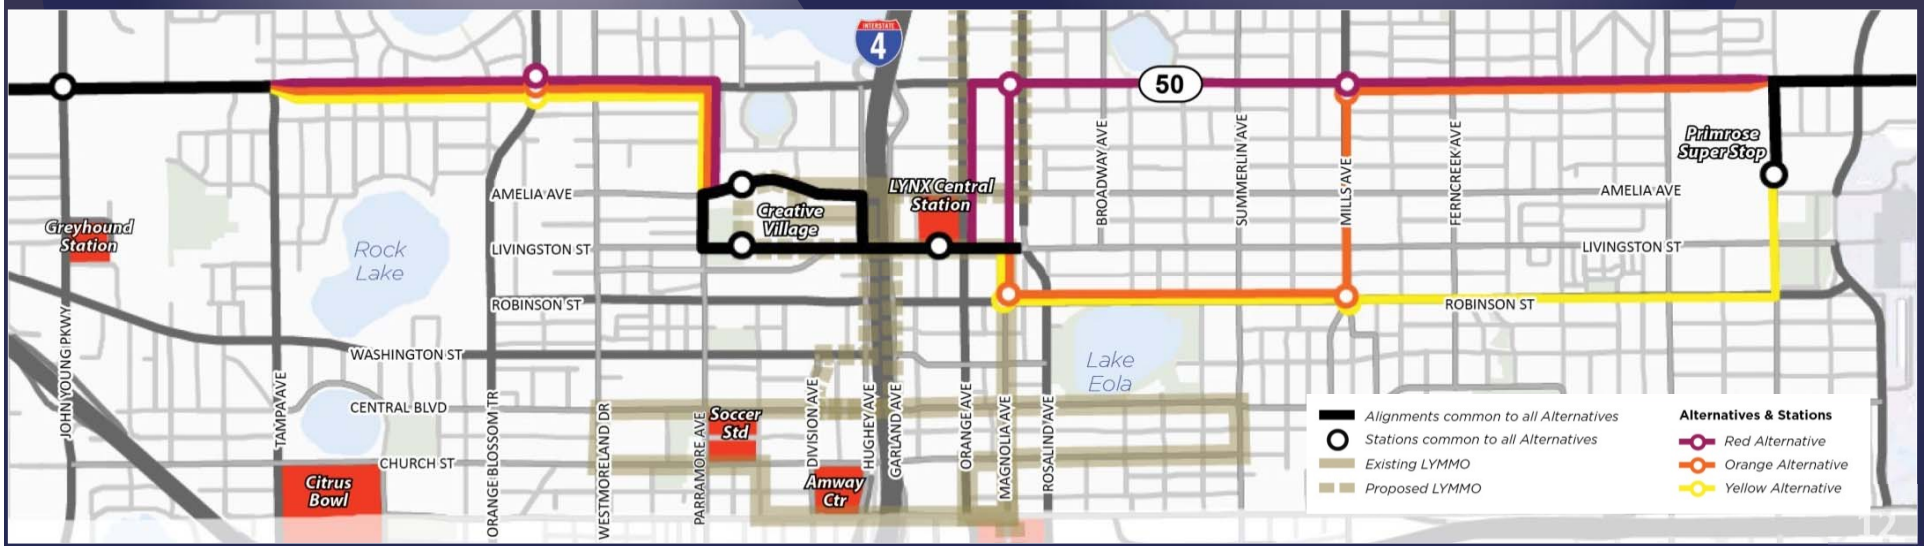 INTERSTATE
4
50
Primrose
Super Stop
BROADWAY AVE
SUMMERLIN AVE
MILLS AVE
FERNCREEK AVE
AMELIA AVE
LYNX Central
Station
AMELIA AVE
Creative
Village
Greyhound
Station
Rock
Lake
LIVINGSTON ST
LIVINGSTON ST
ROBINSON ST
ROBINSON ST
WASHINGTON ST
Lake
Eola
JOHN YOUNG PKWY
TAMPA AVE
CENTRAL BLVD
ORANGE BLOSSOM TR
WESTMORELAND DR
PARRAMORE AVE
Soccer
Std
DIVISION AVE
HUGHEY AVE
GARLAND AVE
ORANGE AVE
MAGNOLIA AVE
ROSALIND AVE
CHURCH ST
Citrus
Bowl
Amway
Ctr
Alignments common to all Alternatives
Stations common to all Alternatives
Existing LYMMO
Proposed LYMMO
Alternatives & Stations
Red Alternative
Orange Alternative
Yellow Alternative
12